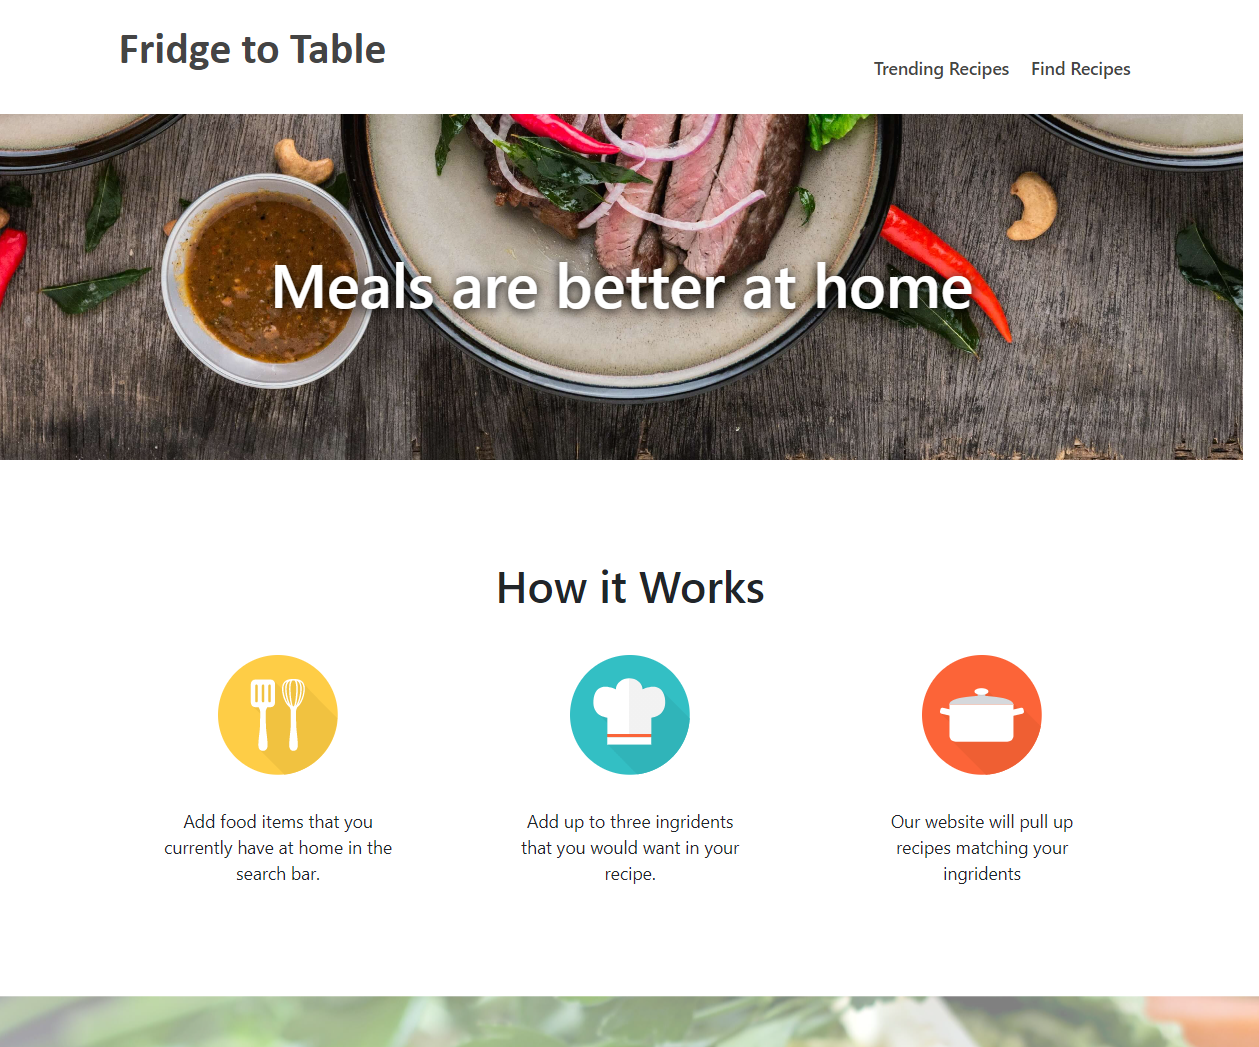 Fridge to Table
Trending Recipes Find Recipes
Meals are better at home
How it Works
Add food items that you
currently have at home in the
search bar.
Add up to three ingridents
that you would want in your
recipe.
Our website will pull up
recipes matching your
ingridents